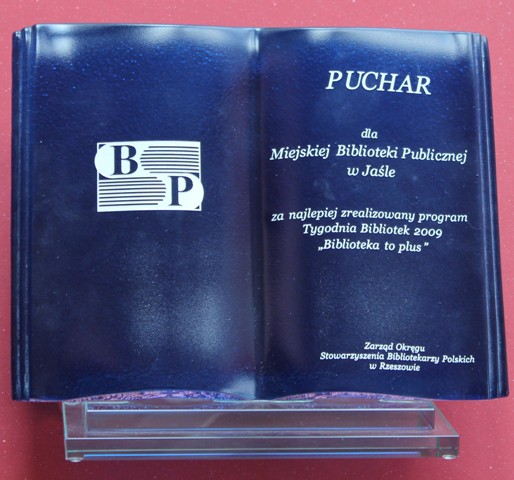 B
P
PUCHAR
dla
Miejskiej Biblioteki Publicznej
w Jaśle
za najlepiej zrealizowany program
Tygodnia Bibliotek 2009
„Biblioteka to plus”
Zarząd Okręgu
Stowarzyszenia Bibliotekarzy Polskich
w Rzeszowie